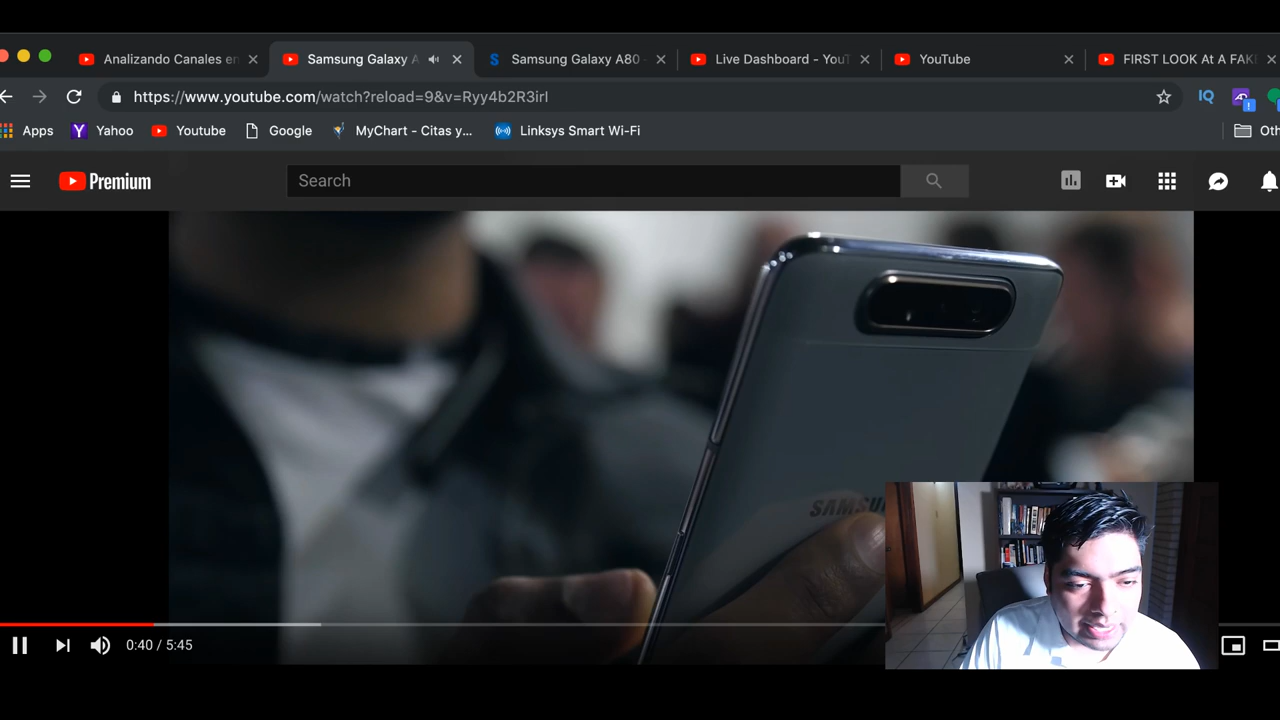 Analizando Canales en
Samsung Galaxy A
S Samsung Galaxy A80 -
Live Dashboard - YouT
YouTube
FIRST LOOK At A FAKE
https://www.youtube.com/watch?reload=9&v=Ryy4b2R3irI
IQ
Apps
Y Yahoo
Youtube
Google
MyChart - Citas y...
Linksys Smart Wi-Fi
Oth
Premium
Search
SAMSU
0:40 / 5:45